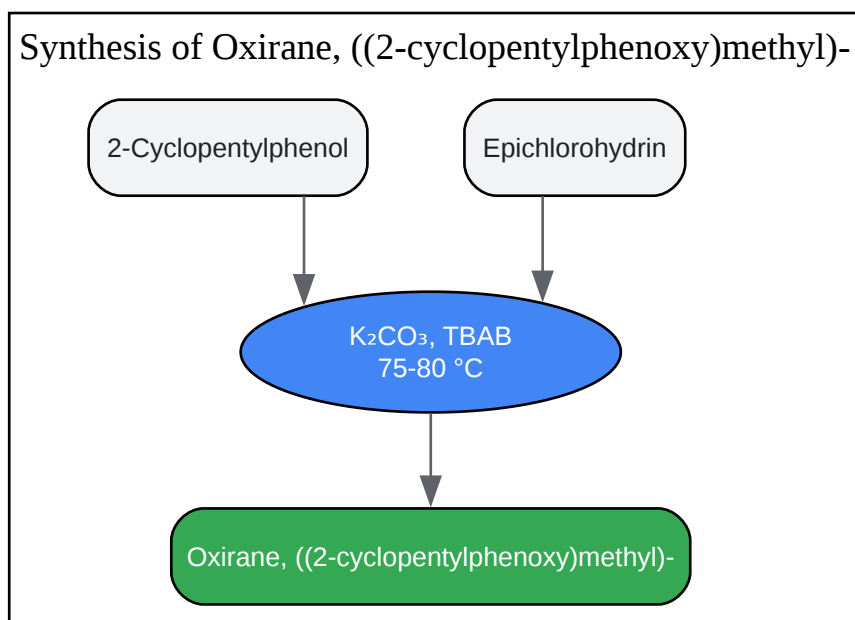 Synthesis of Oxirane, ((2-cyclopentylphenoxy)methyl)-
2-Cyclopentylphenol
Epichlorohydrin
K₂CO₃, TBAB
75-80 °C
Oxirane, ((2-cyclopentylphenoxy)methyl)-